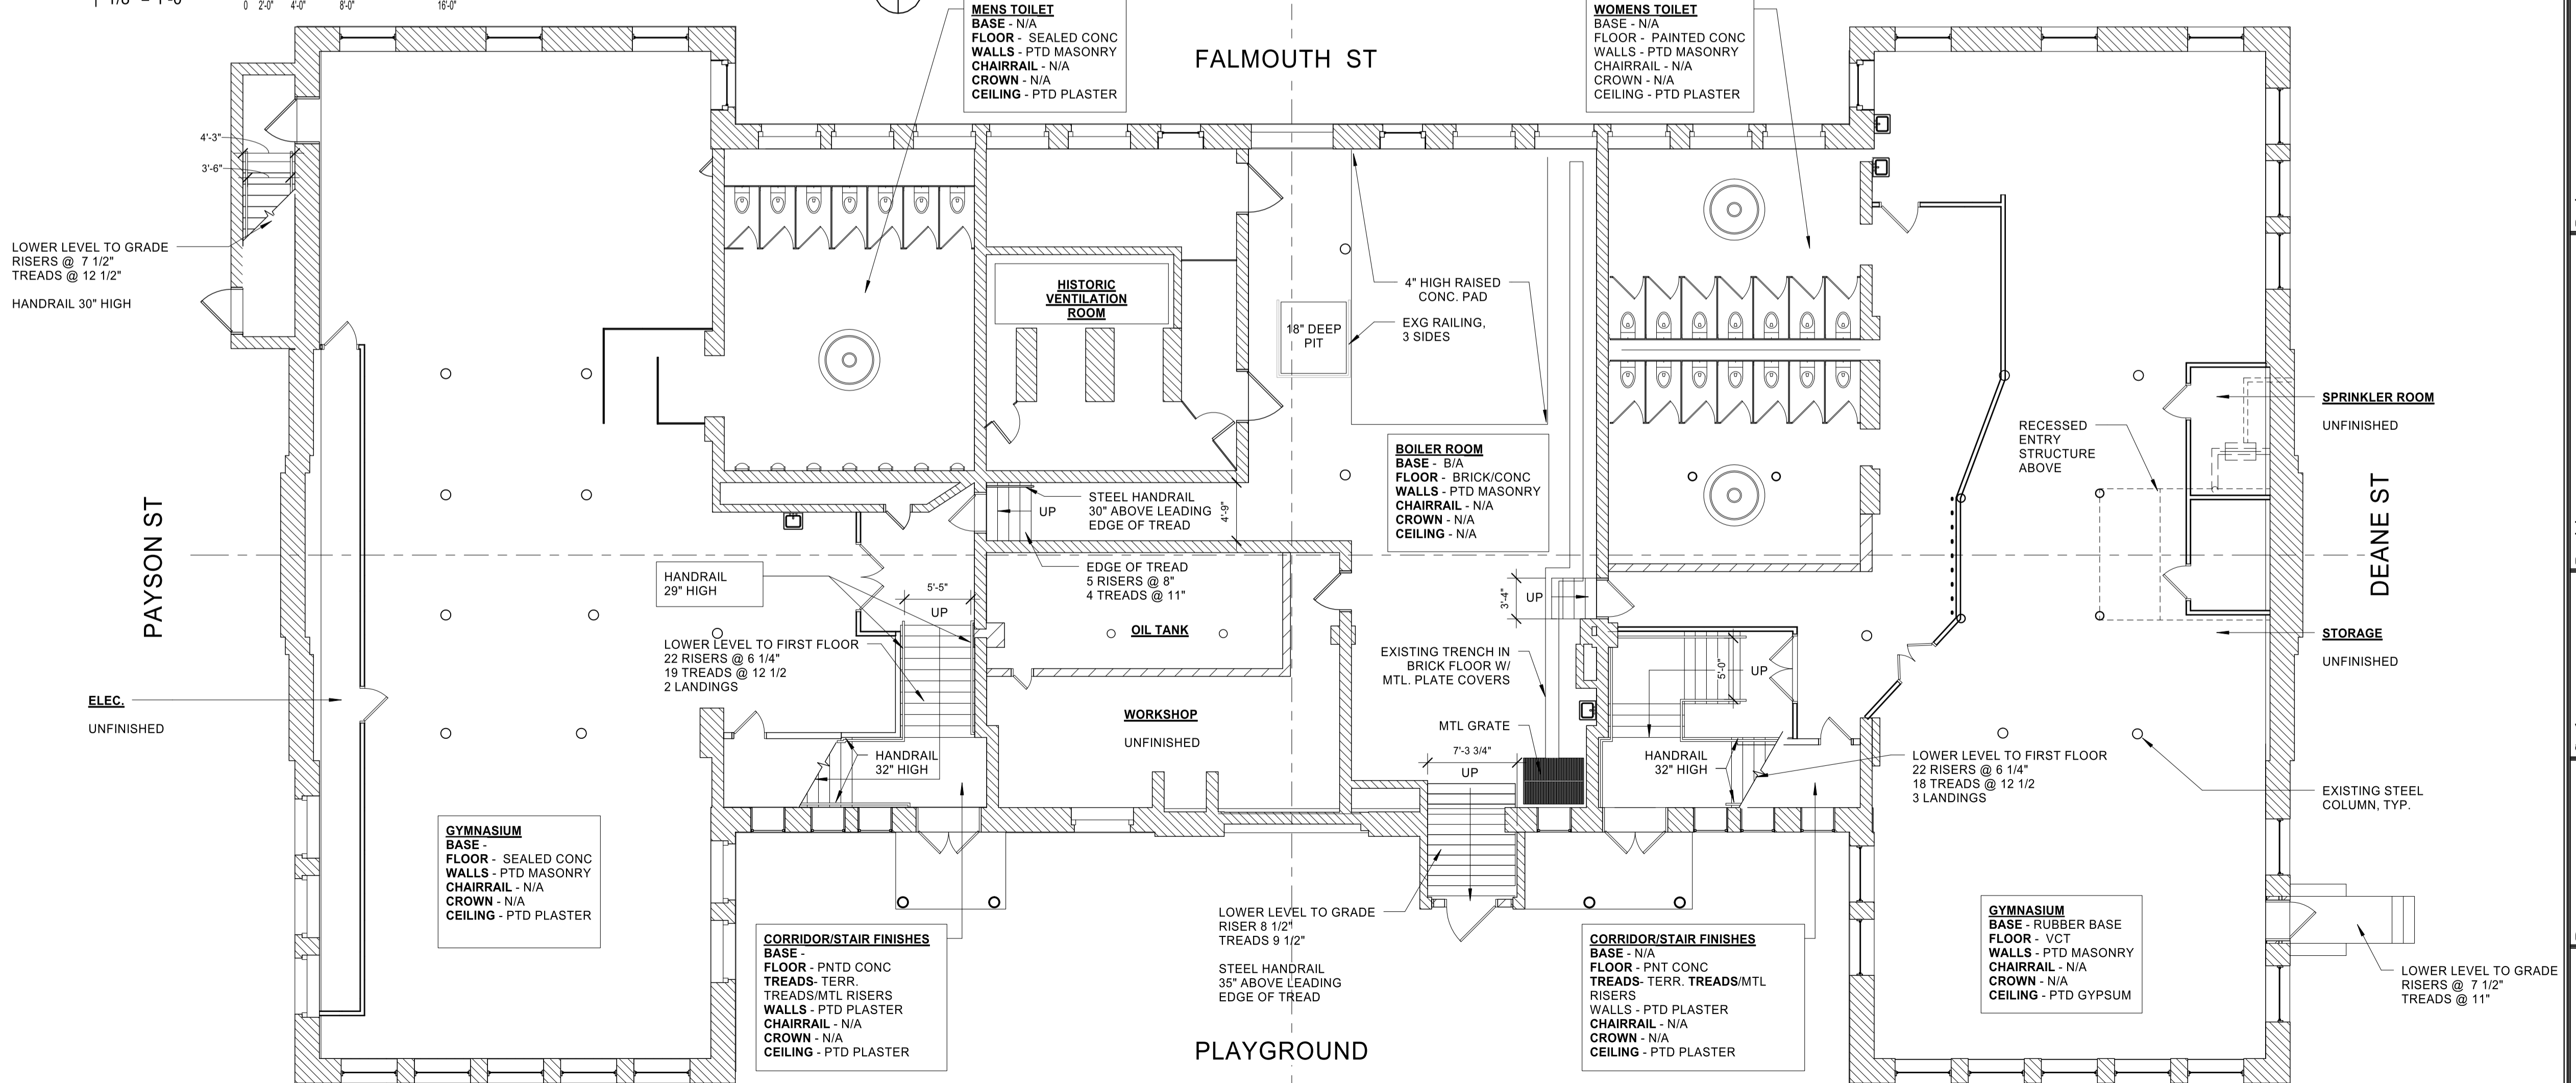 1/8" = 1'-0"
0 2'-0" 4'-0" 8'-0" 16'-0"
MENS TOILET
BASE - N/A
FLOOR - SEALED CONC
WALLS - PTD MASONRY
CHAIRRAIL - N/A
CROWN - N/A
CEILING - PTD PLASTER
FALMOUTH ST
WOMENS TOILET
BASE - N/A
FLOOR - PAINTED CONC
WALLS - PTD MASONRY
CHAIRRAIL - N/A
CROWN - N/A
CEILING - PTD PLASTER
4'-3"
3'-6"
LOWER LEVEL TO GRADE
RISERS @ 7 1/2"
TREADS @ 12 1/2"
HANDRAIL 30" HIGH
HISTORIC
VENTILATION
ROOM
18" DEEP
PIT
4" HIGH RAISED
CONC. PAD
EXG RAILING,
3 SIDES
SPRINKLER ROOM
UNFINISHED
RECESSED
ENTRY
STRUCTURE
ABOVE
BOILER ROOM
BASE - B/A
FLOOR - BRICK/CONC
WALLS - PTD MASONRY
CHAIRRAIL - N/A
CROWN - N/A
CEILING - N/A
PAYSON ST
DEANE ST
UP
STEEL HANDRAIL
30" ABOVE LEADING
EDGE OF TREAD
4'-9"
EDGE OF TREAD
5 RISERS @ 8"
4 TREADS @ 11"
HANDRAIL
29" HIGH
5'-5"
UP
3'-4"
UP
OIL TANK
LOWER LEVEL TO FIRST FLOOR
22 RISERS @ 6 1/4"
19 TREADS @ 12 1/2
2 LANDINGS
STORAGE
UNFINISHED
EXISTING TRENCH IN
BRICK FLOOR W/
MTL. PLATE COVERS
5'-0"
UP
ELEC.
UNFINISHED
WORKSHOP
UNFINISHED
MTL GRATE
HANDRAIL
32" HIGH
7'-3 3/4"
UP
HANDRAIL
32" HIGH
LOWER LEVEL TO FIRST FLOOR
22 RISERS @ 6 1/4"
18 TREADS @ 12 1/2
3 LANDINGS
EXISTING STEEL
COLUMN, TYP.
GYMNASIUM
BASE -
FLOOR - SEALED CONC
WALLS - PTD MASONRY
CHAIRRAIL - N/A
CROWN - N/A
CEILING - PTD PLASTER
CORRIDOR/STAIR FINISHES
BASE -
FLOOR - PNTD CONC
TREADS- TERR.
TREADS/MTL RISERS
WALLS - PTD PLASTER
CHAIRRAIL - N/A
CROWN - N/A
CEILING - PTD PLASTER
LOWER LEVEL TO GRADE
RISER 8 1/2"
TREADS 9 1/2"
STEEL HANDRAIL
35" ABOVE LEADING
EDGE OF TREAD
PLAYGROUND
CORRIDOR/STAIR FINISHES
BASE - N/A
FLOOR - PNT CONC
TREADS- TERR. TREADS/MTL
RISERS
WALLS - PTD PLASTER
CHAIRRAIL - N/A
CROWN - N/A
CEILING - PTD PLASTER
GYMNASIUM
BASE - RUBBER BASE
FLOOR - VCT
WALLS - PTD MASONRY
CHAIRRAIL - N/A
CROWN - N/A
CEILING - PTD GYPSUM
LOWER LEVEL TO GRADE
RISERS @ 7 1/2"
TREADS @ 11"